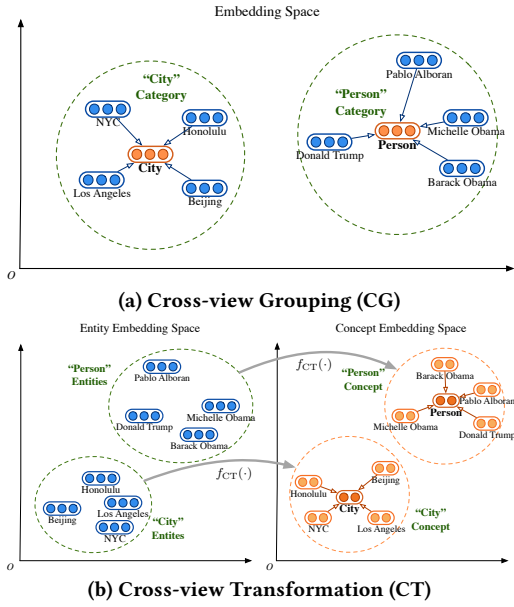 Embedding Space
Pablo Alboran
"City"
Category
"Person"
Category
NYC
Honolulu
Michelle Obama
Person
Donald Trump
City
Los Angeles
Beijing
Barack Obama
O
(a) Cross-view Grouping (CG)
Entity Embedding Space
Concept Embedding Space
"Person"
Entities
Pablo Alboran
f_CT(·)
"Person"
Concept
Barack Obama
Pablo Alboran
Person
Michelle Obama
Donald Trump
Michelle Obama
Donald Trump
Barack Obama
f_CT(·)
Honolulu
Los Angeles
Beijing
NYC
"City"
Entites
Beijing
Honolulu
City
NYC
Los Angeles
"City"
Concept
O
O
(b) Cross-view Transformation (CT)